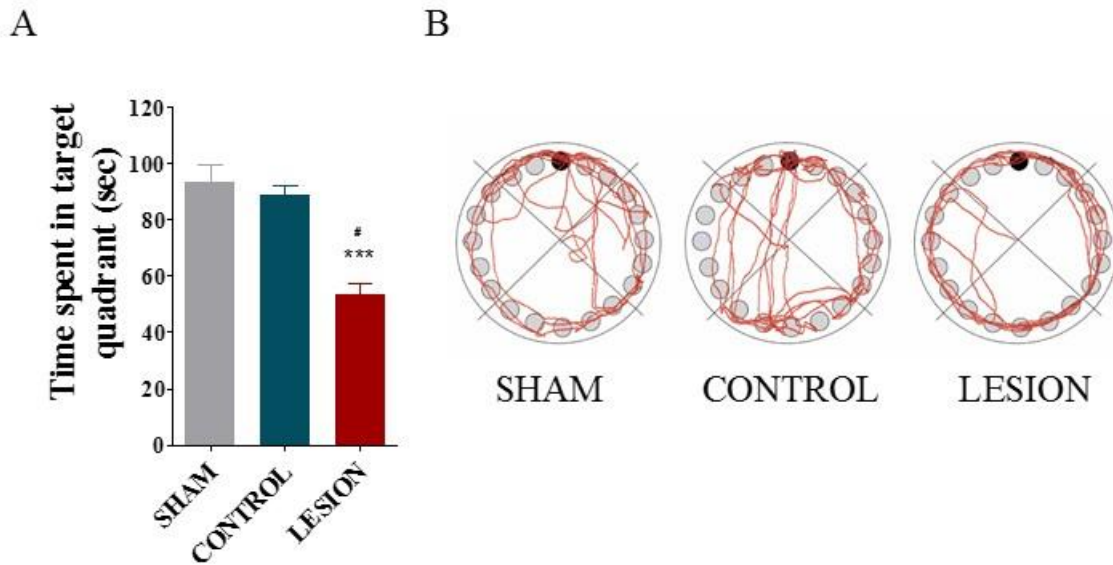 A
B
Time spent in target
quadrant (sec)
120
100
80
60
40
20
0
#
***
SHAM
CONTROL
LESION
SHAM
CONTROL
LESION